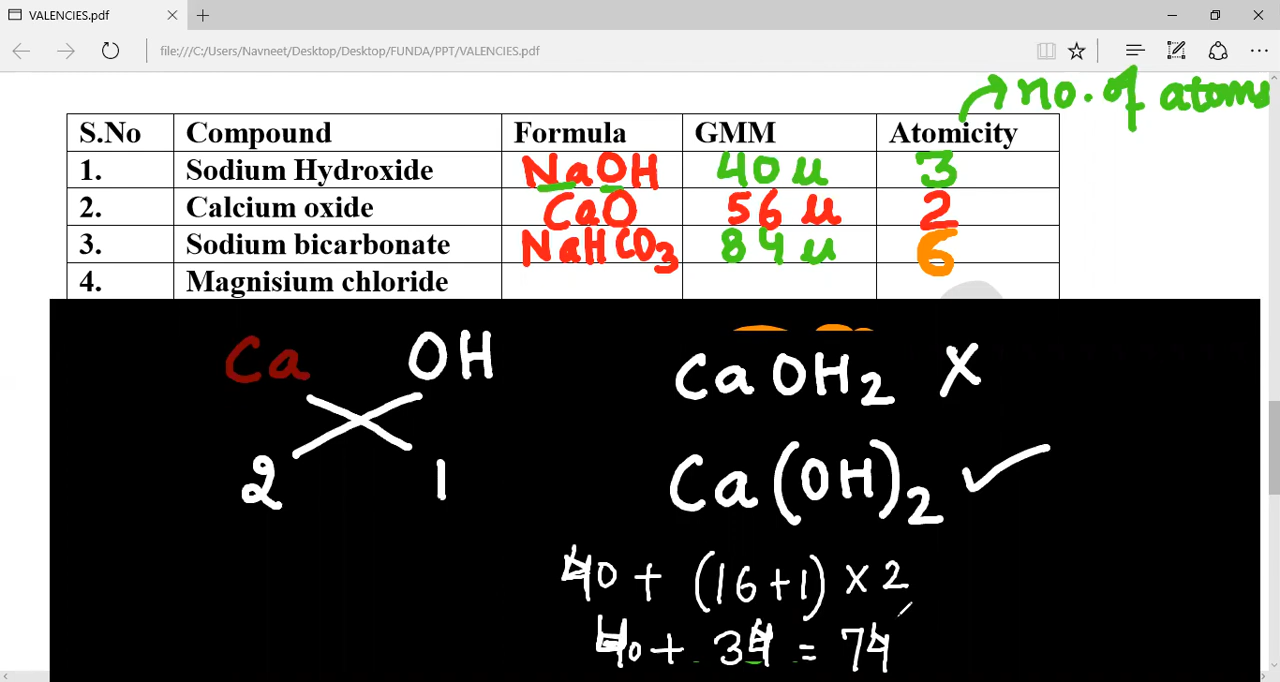 VALENCIES.pdf
file:///C:/Users/Navneet/Desktop/Desktop/FUNDA/PPT/VALENCIES.pdf
no. of atoms
S.No Compound Formula GMM Atomicity
1. Sodium Hydroxide NaOH 40 u 3
2. Calcium oxide CaO 56 u 2
3. Sodium bicarbonate NaHCO3 84 u 6
4. Magnisium chloride
Ca OH
2 1
CaOH2 X
Ca(OH)2 ✓
40 + (16+1) × 2
40 + 34 = 74